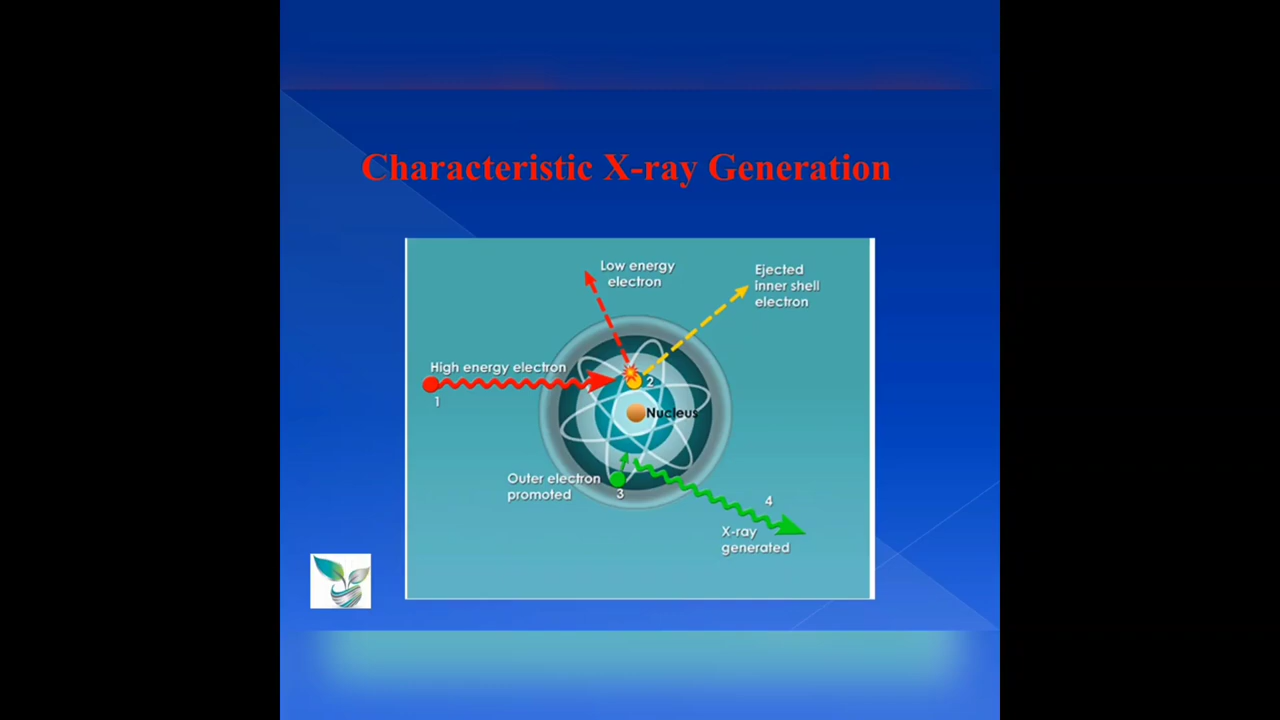 Characteristic X-ray Generation
Low energy
electron
Ejected
inner shell
electron
High energy electron
1
2
Nucleus
Outer electron
promoted
3
4
X-ray
generated